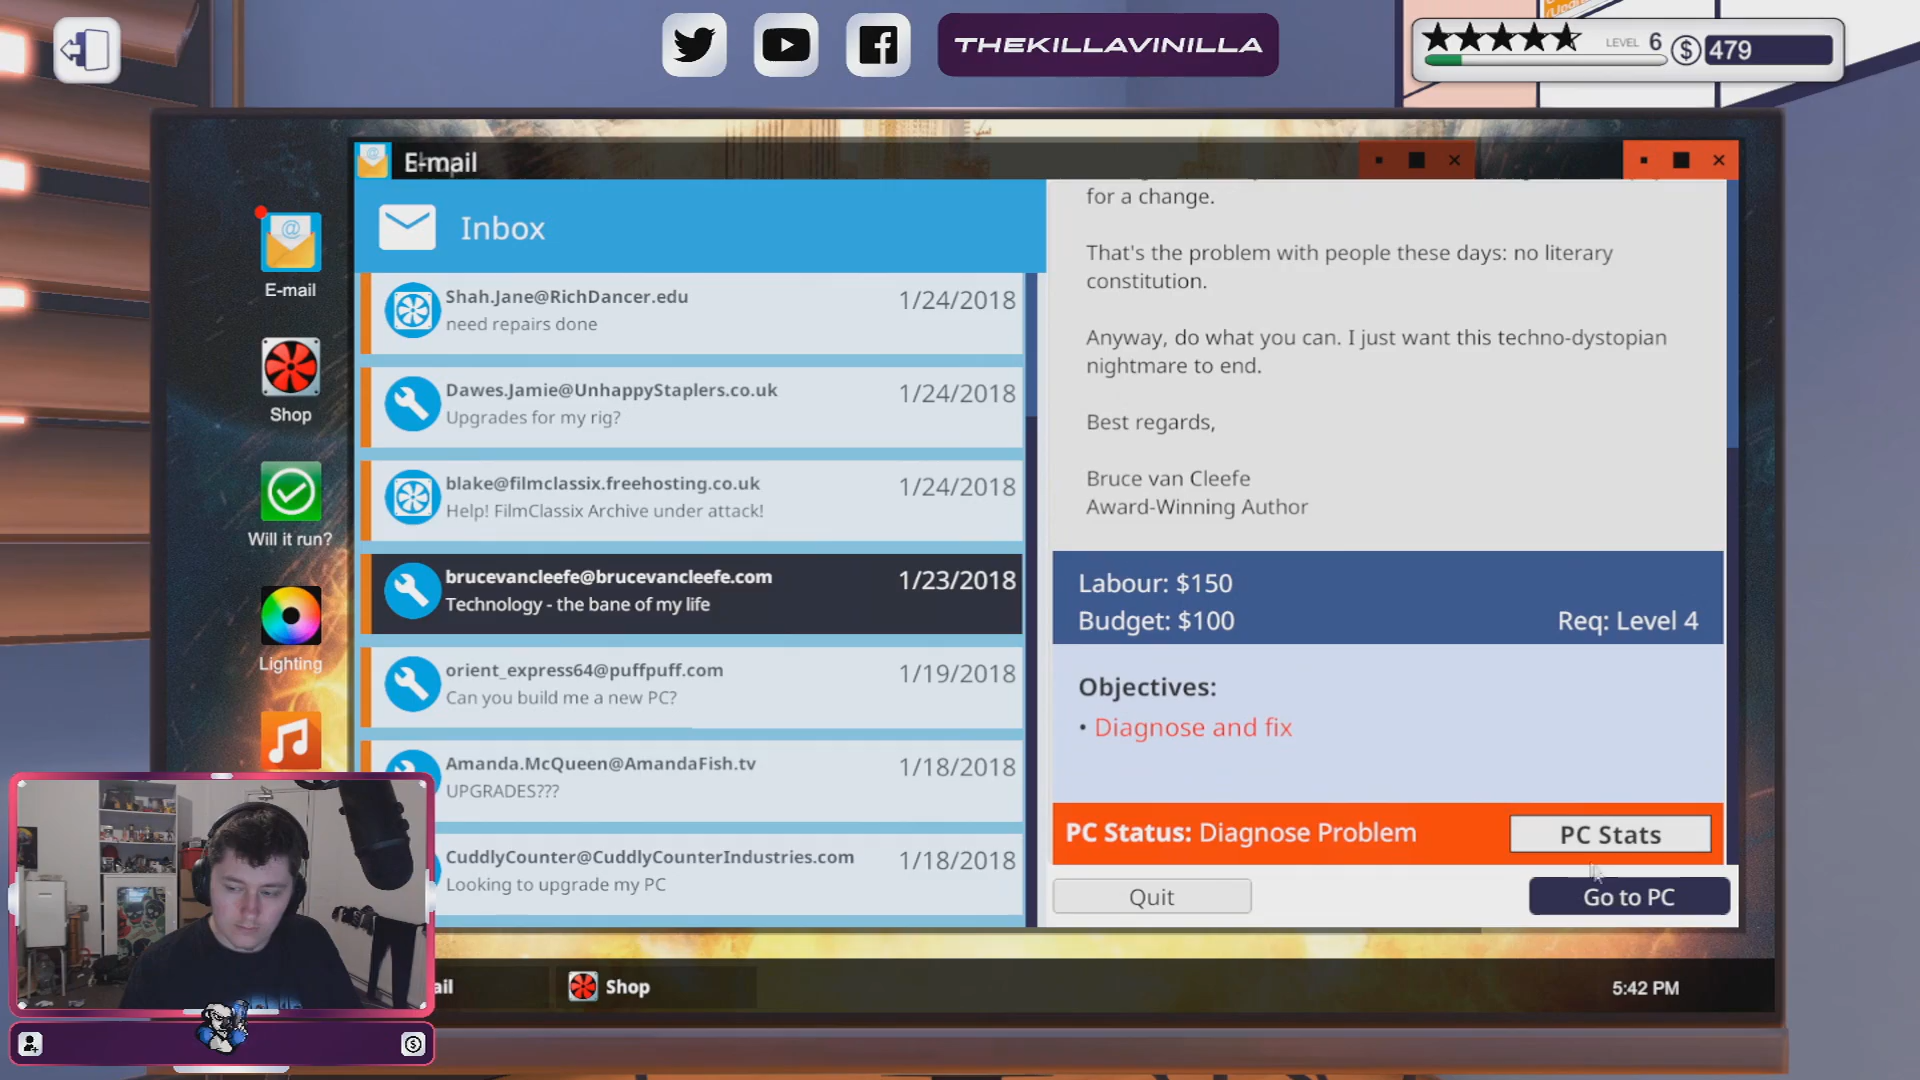 THEKILLAVINILLA
LEVEL 6
$ 479
E-mail
Inbox
for a change.
That's the problem with people these days: no literary
constitution.
Anyway, do what you can. I just want this techno-dystopian
nightmare to end.
Best regards,
Bruce van Cleefe
Award-Winning Author
Shah.Jane@RichDancer.edu 1/24/2018
need repairs done
Dawes.Jamie@UnhappyStaplers.co.uk 1/24/2018
Upgrades for my rig?
blake@filmclassix.freehosting.co.uk 1/24/2018
Help! FilmClassix Archive under attack!
brucevancleefe@brucevancleefe.com 1/23/2018
Technology - the bane of my life
orient_express64@puffpuff.com 1/19/2018
Can you build me a new PC?
Amanda.McQueen@AmandaFish.tv 1/18/2018
UPGRADES???
CuddlyCounter@CuddlyCounterIndustries.com 1/18/2018
Looking to upgrade my PC
Labour: $150
Budget: $100 Req: Level 4
Objectives:
• Diagnose and fix
PC Status: Diagnose Problem PC Stats
Quit Go to PC
E-mail
Shop
Will it run?
Lighting
ail
Shop
5:42 PM